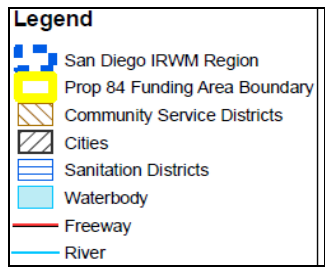 Legend
San Diego IRWM Region
Prop 84 Funding Area Boundary
Community Service Districts
Cities
Sanitation Districts
Waterbody
Freeway
River